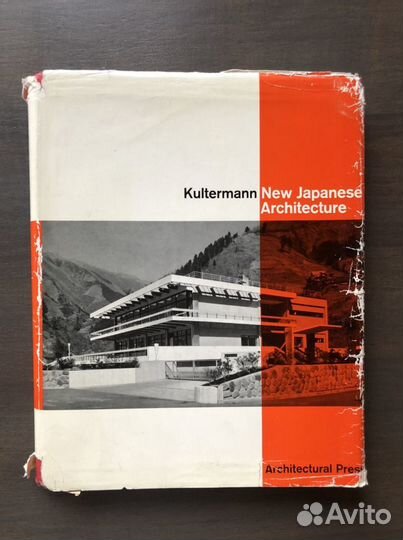 Kultermann New Japanese
Architecture
Architectural Press
Avito